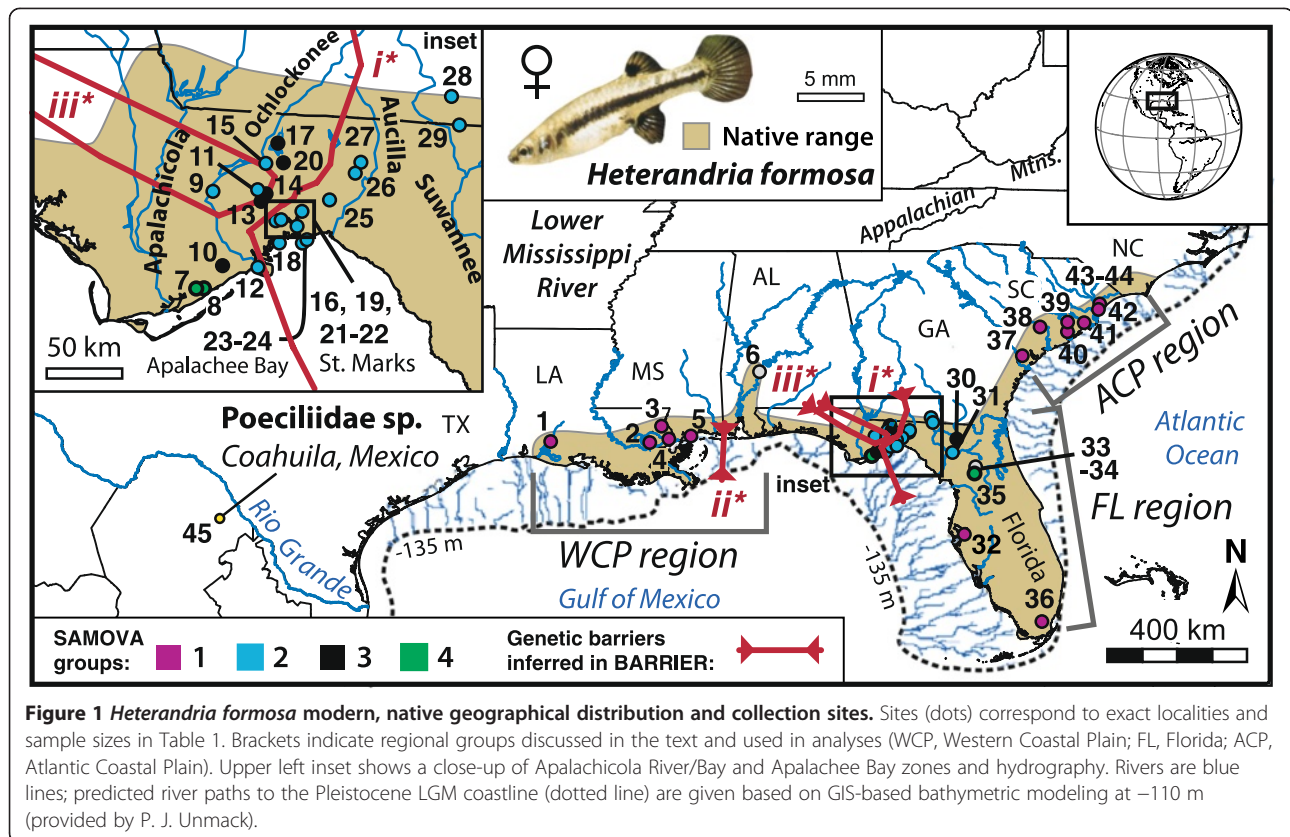 inset
28
29
iii*
i*
Ochlockonee
Aucilla
Suwannee
Apalachicola
15
17
27
11
20
9
14
26
13
25
10
18
7
8
12
16, 19,
21-22
St. Marks
23-24
50 km
Apalachee Bay
♀
5 mm
Native range
Heterandria formosa
Lower
Mississippi
River
Appalachian
Mtns.
NC
SC
GA
AL
MS
LA
TX
43-44
39
38
42
41
37
40
ACP region
Atlantic
Ocean
6
iii*
i*
30
31
1
3
2
5
4
ii*
inset
33
-34
35
FL region
Florida
32
36
Poeciliidae sp.
Coahuila, Mexico
45
Rio Grande
-135 m
WCP region
Gulf of Mexico
-135 m
N
400 km
SAMOVA
groups:
1 2 3 4
Genetic barriers
inferred in BARRIER:
Figure 1 Heterandria formosa modern, native geographical distribution and collection sites. Sites (dots) correspond to exact localities and
sample sizes in Table 1. Brackets indicate regional groups discussed in the text and used in analyses (WCP, Western Coastal Plain; FL, Florida; ACP,
Atlantic Coastal Plain). Upper left inset shows a close-up of Apalachicola River/Bay and Apalachee Bay zones and hydrography. Rivers are blue
lines; predicted river paths to the Pleistocene LGM coastline (dotted line) are given based on GIS-based bathymetric modeling at −110 m
(provided by P. J. Unmack).